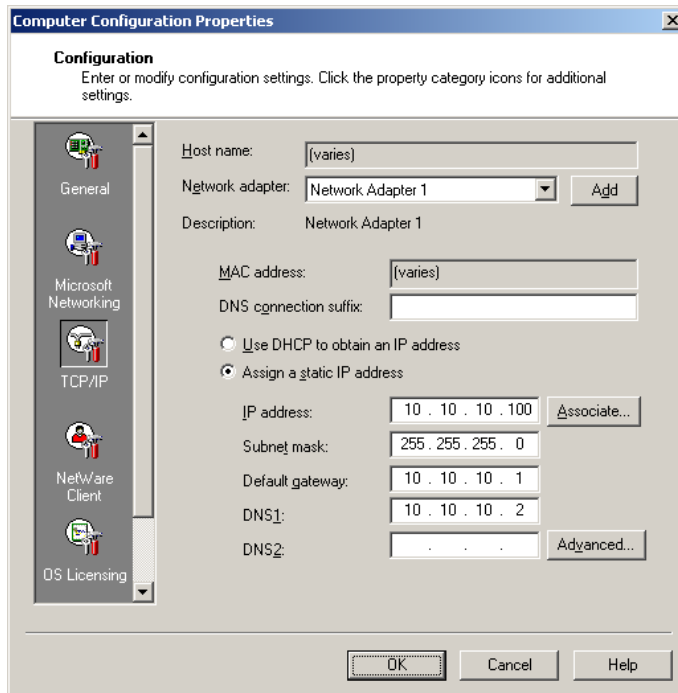 Computer Configuration Properties
Configuration
Enter or modify configuration settings. Click the property category icons for additional
settings.
General
Microsoft
Networking
TCP/IP
NetWare
Client
OS Licensing
Host name: (varies)
Network adapter: Network Adapter 1 Add
Description: Network Adapter 1
MAC address: (varies)
DNS connection suffix:
Use DHCP to obtain an IP address
Assign a static IP address
IP address: 10 . 10 . 10 . 100 Associate...
Subnet mask: 255 . 255 . 255 . 0
Default gateway: 10 . 10 . 10 . 1
DNS1: 10 . 10 . 10 . 2
DNS2: . . . Advanced...
OK Cancel Help